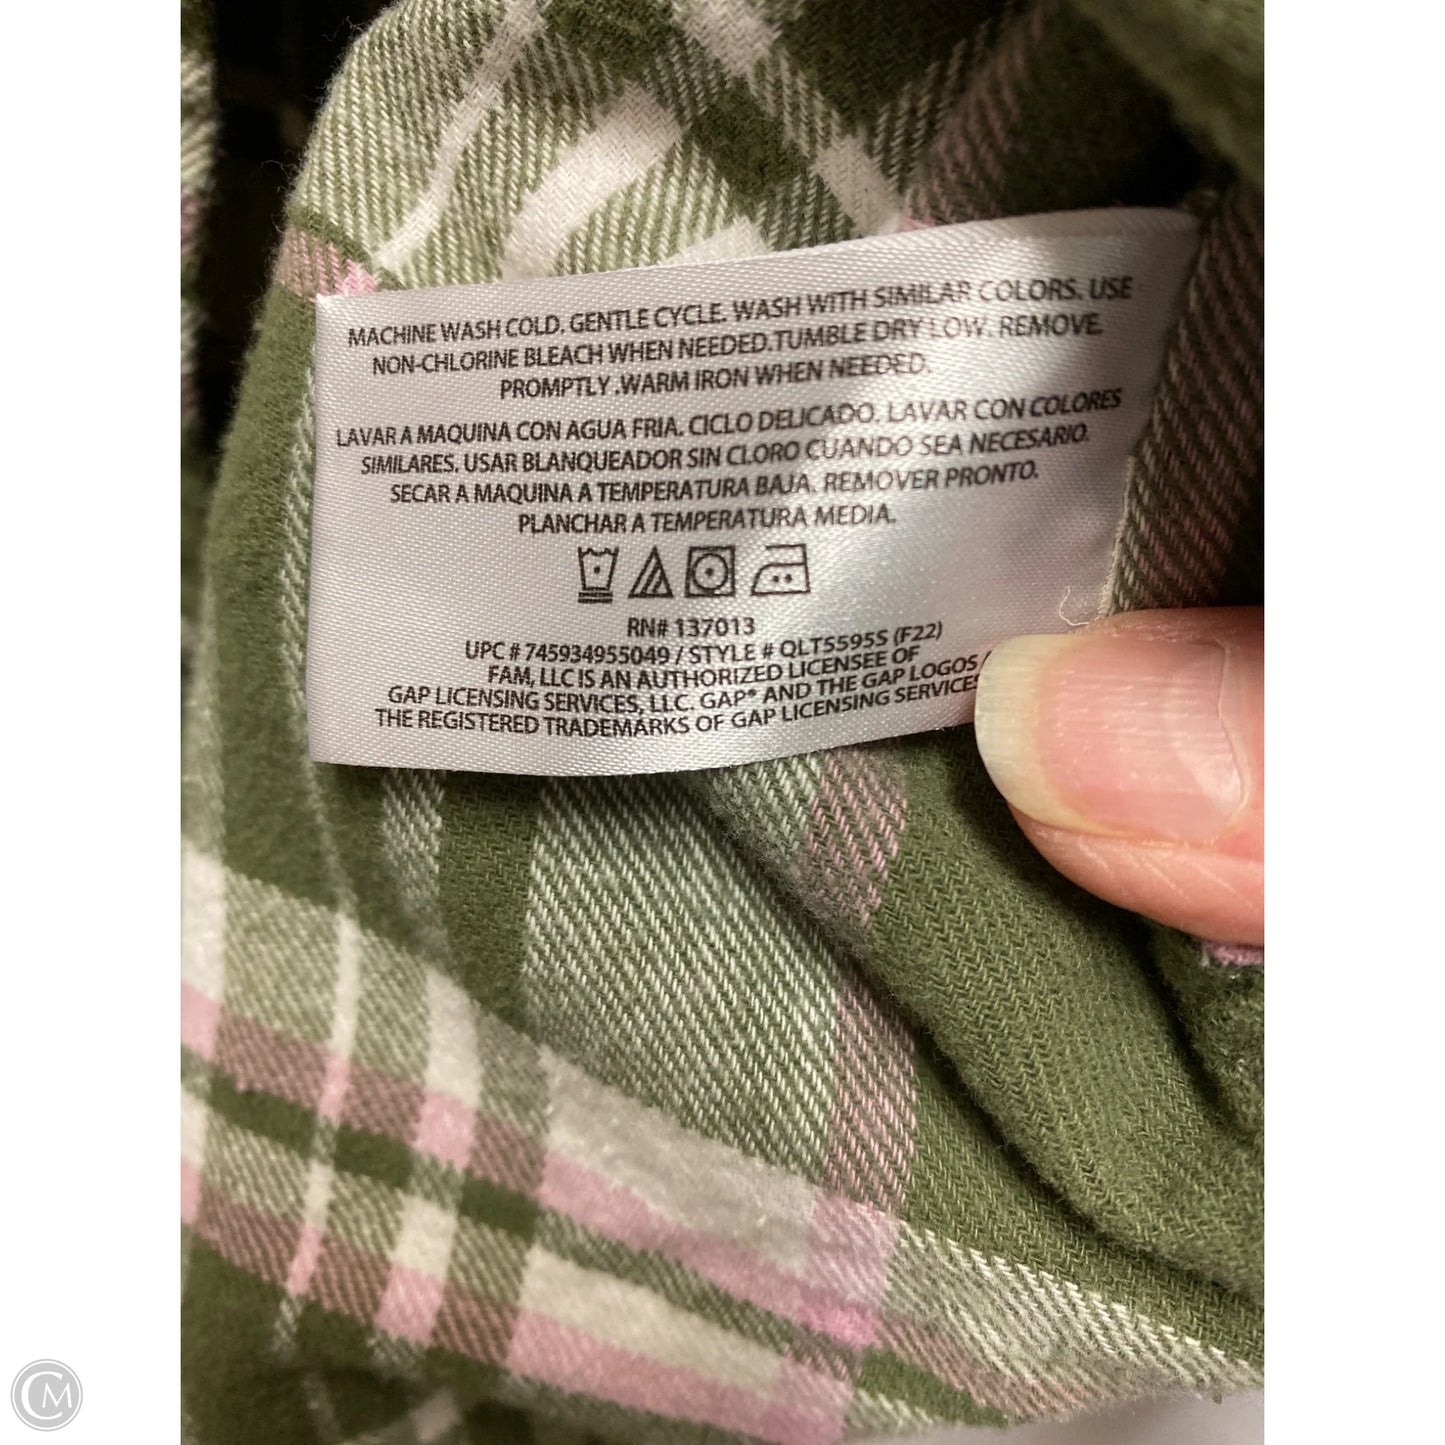 MACHINE WASH COLD. GENTLE CYCLE. WASH WITH SIMILAR COLORS. USE
NON-CHLORINE BLEACH WHEN NEEDED.TUMBLE DRY LOW. REMOVE
PROMPTLY .WARM IRON WHEN NEEDED.
LAVAR A MAQUINA CON AGUA FRIA. CICLO DELICADO. LAVAR CON COLORES
SIMILARES. USAR BLANQUEADOR SIN CLORO CUANDO SEA NECESARIO.
SECAR A MAQUINA A TEMPERATURA BAJA. REMOVER PRONTO.
PLANCHAR A TEMPERATURA MEDIA.
RN# 137013
UPC # 745934955049 / STYLE # QLT5595S (F22)
FAM, LLC IS AN AUTHORIZED LICENSEE OF
GAP LICENSING SERVICES, LLC. GAP® AND THE GAP LOGOS
THE REGISTERED TRADEMARKS OF GAP LICENSING SERVICES
CM